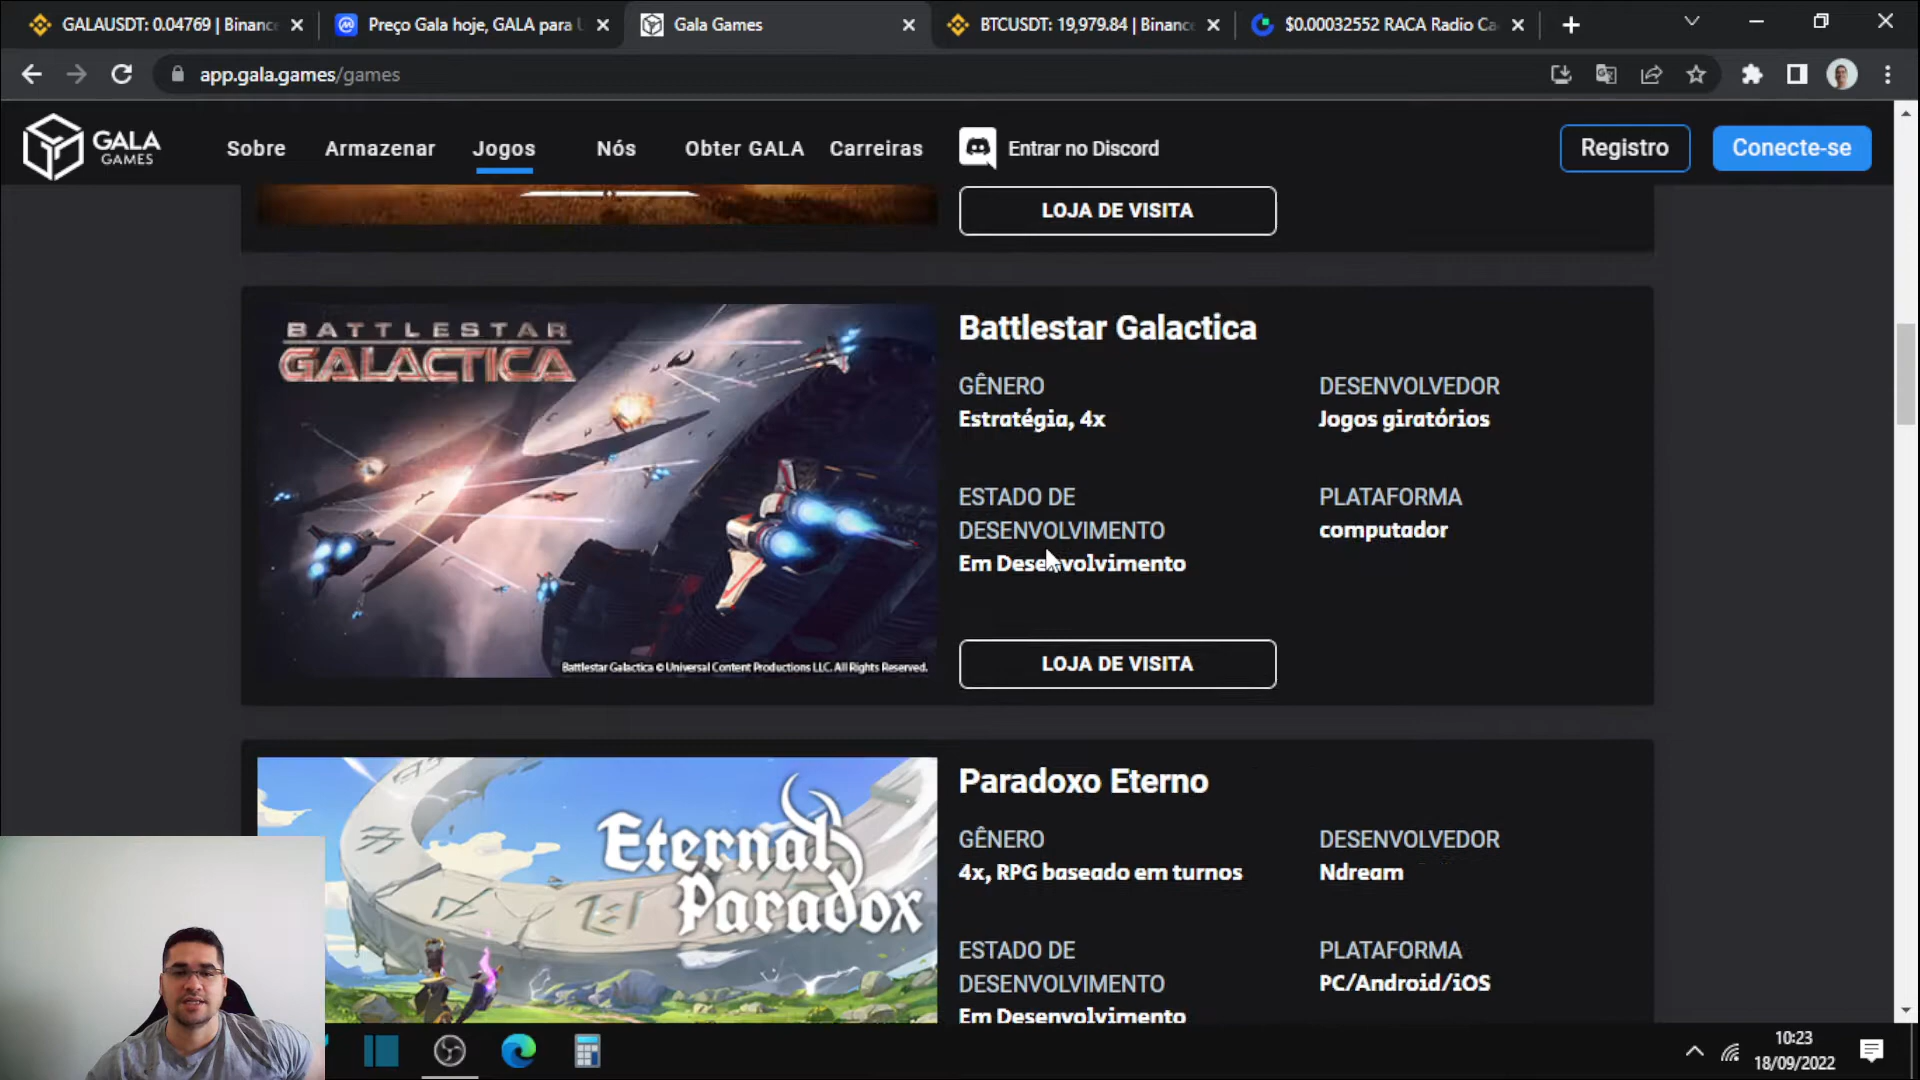 GALAUSDT: 0.04769 | Binanc
Preço Gala hoje, GALA para U
Gala Games
BTCUSDT: 19,979.84 | Binanc
$0.00032552 RACA Radio Ca
app.gala.games/games
GALA
GAMES
Sobre
Armazenar
Jogos
Nós
Obter GALA
Carreiras
Entrar no Discord
Registro
Conecte-se
LOJA DE VISITA
BATTLESTAR
GALACTICA
Battlestar Galactica © Universal Content Productions LLC. All Rights Reserved.
Battlestar Galactica
GÊNERO
Estratégia, 4x
DESENVOLVEDOR
Jogos giratórios
ESTADO DE
DESENVOLVIMENTO
Em Desenvolvimento
PLATAFORMA
computador
LOJA DE VISITA
Eternal
Paradox
Paradoxo Eterno
GÊNERO
4x, RPG baseado em turnos
DESENVOLVEDOR
Ndream
ESTADO DE
DESENVOLVIMENTO
Em Desenvolvimento
PLATAFORMA
PC/Android/iOS
10:23
18/09/2022